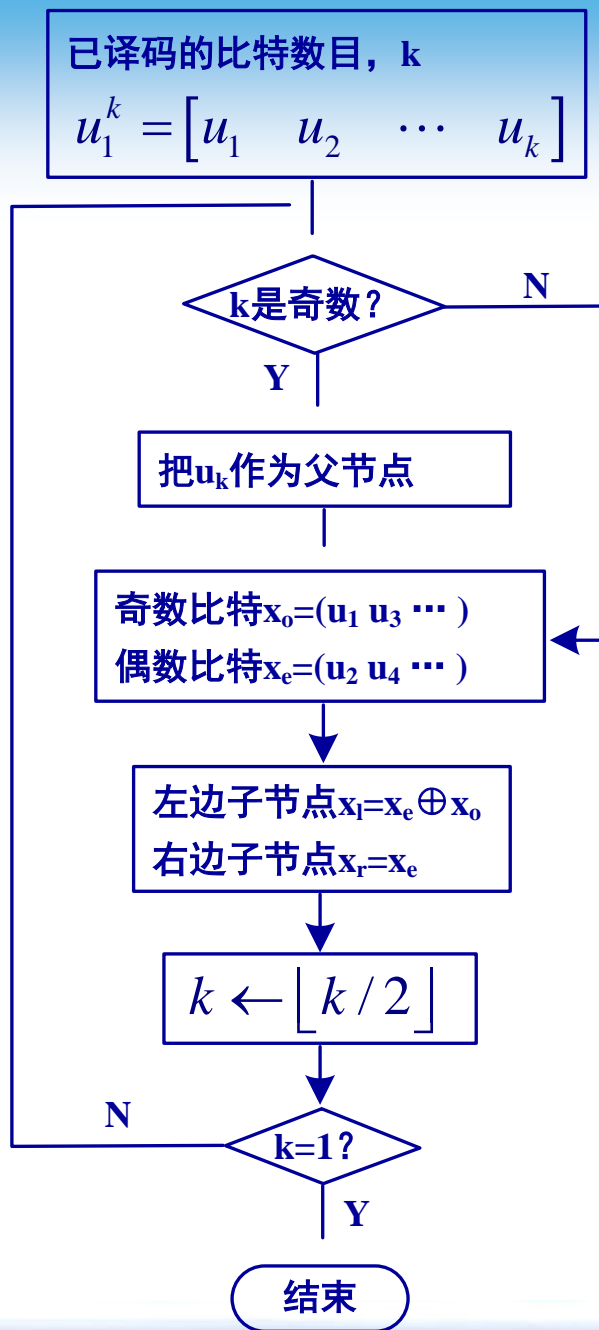 已译码的比特数目，k
u₁ᵏ = [u₁ u₂ ⋯ uₖ]
k是奇数？
N
Y
把uₖ作为父节点
奇数比特xₒ=(u₁ u₃ ⋯ )
偶数比特xₑ=(u₂ u₄ ⋯ )
左边子节点xₗ=xₑ⊕xₒ
右边子节点xᵣ=xₑ
k ← ⌊k / 2⌋
N
k=1？
Y
结束